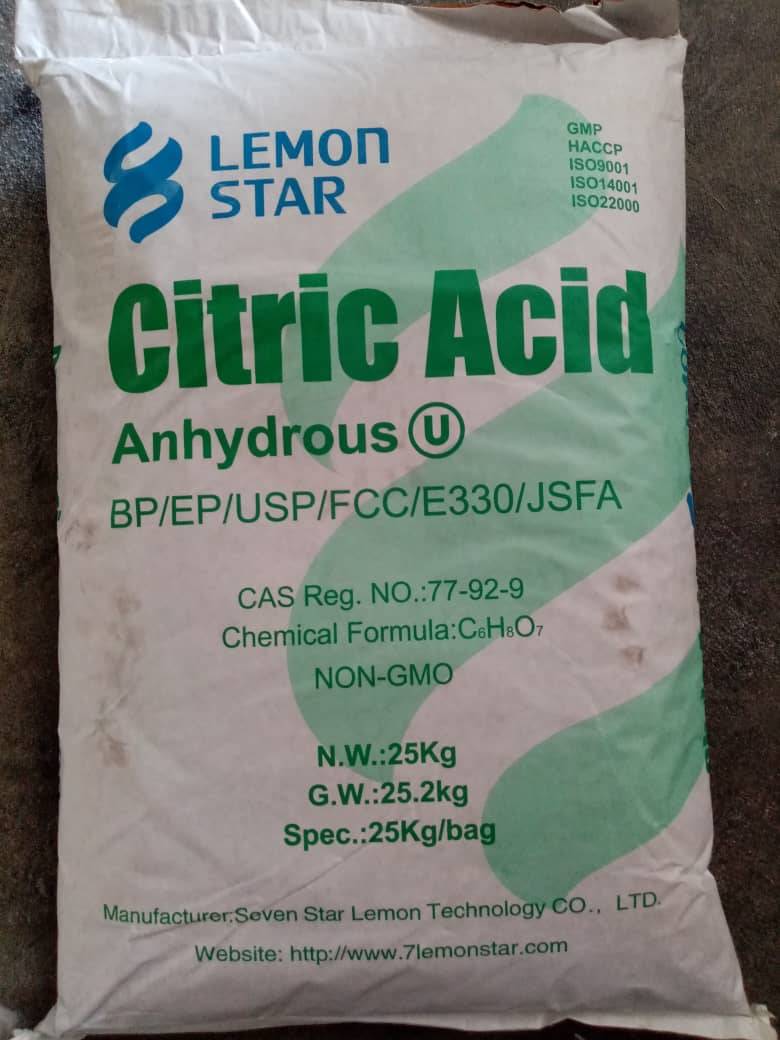 LEMON
STAR
GMP
HACCP
ISO9001
ISO14001
ISO22000
Citric Acid
Anhydrous U
BP/EP/USP/FCC/E330/JSFA
CAS Reg. NO.:77-92-9
Chemical Formula:C₆H₈O₇
NON-GMO
N.W.:25Kg
G.W.:25.2kg
Spec.:25Kg/bag
Manufacturer:Seven Star Lemon Technology CO., LTD.
Website: http://www.7lemonstar.com